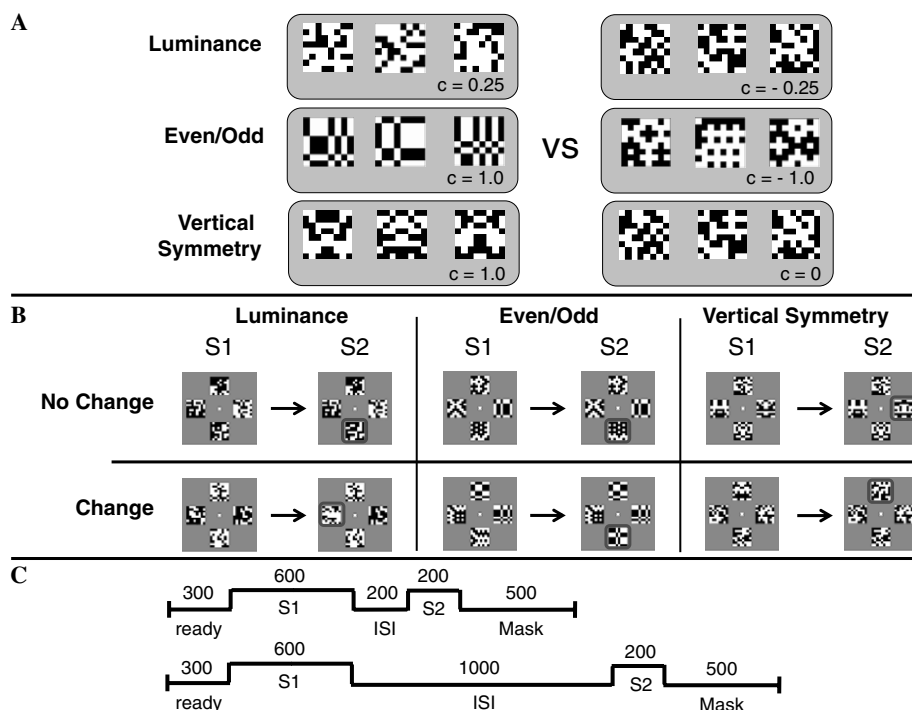 A
Luminance
c = 0.25
c = - 0.25
Even/Odd
c = 1.0
VS
c = - 1.0
Vertical
Symmetry
c = 1.0
c = 0
B
Luminance
Even/Odd
Vertical Symmetry
S1
S2
S1
S2
S1
S2
No Change
Change
C
300
600
200
200
500
ready
S1
ISI
S2
Mask
300
600
1000
200
500
ready
S1
ISI
S2
Mask